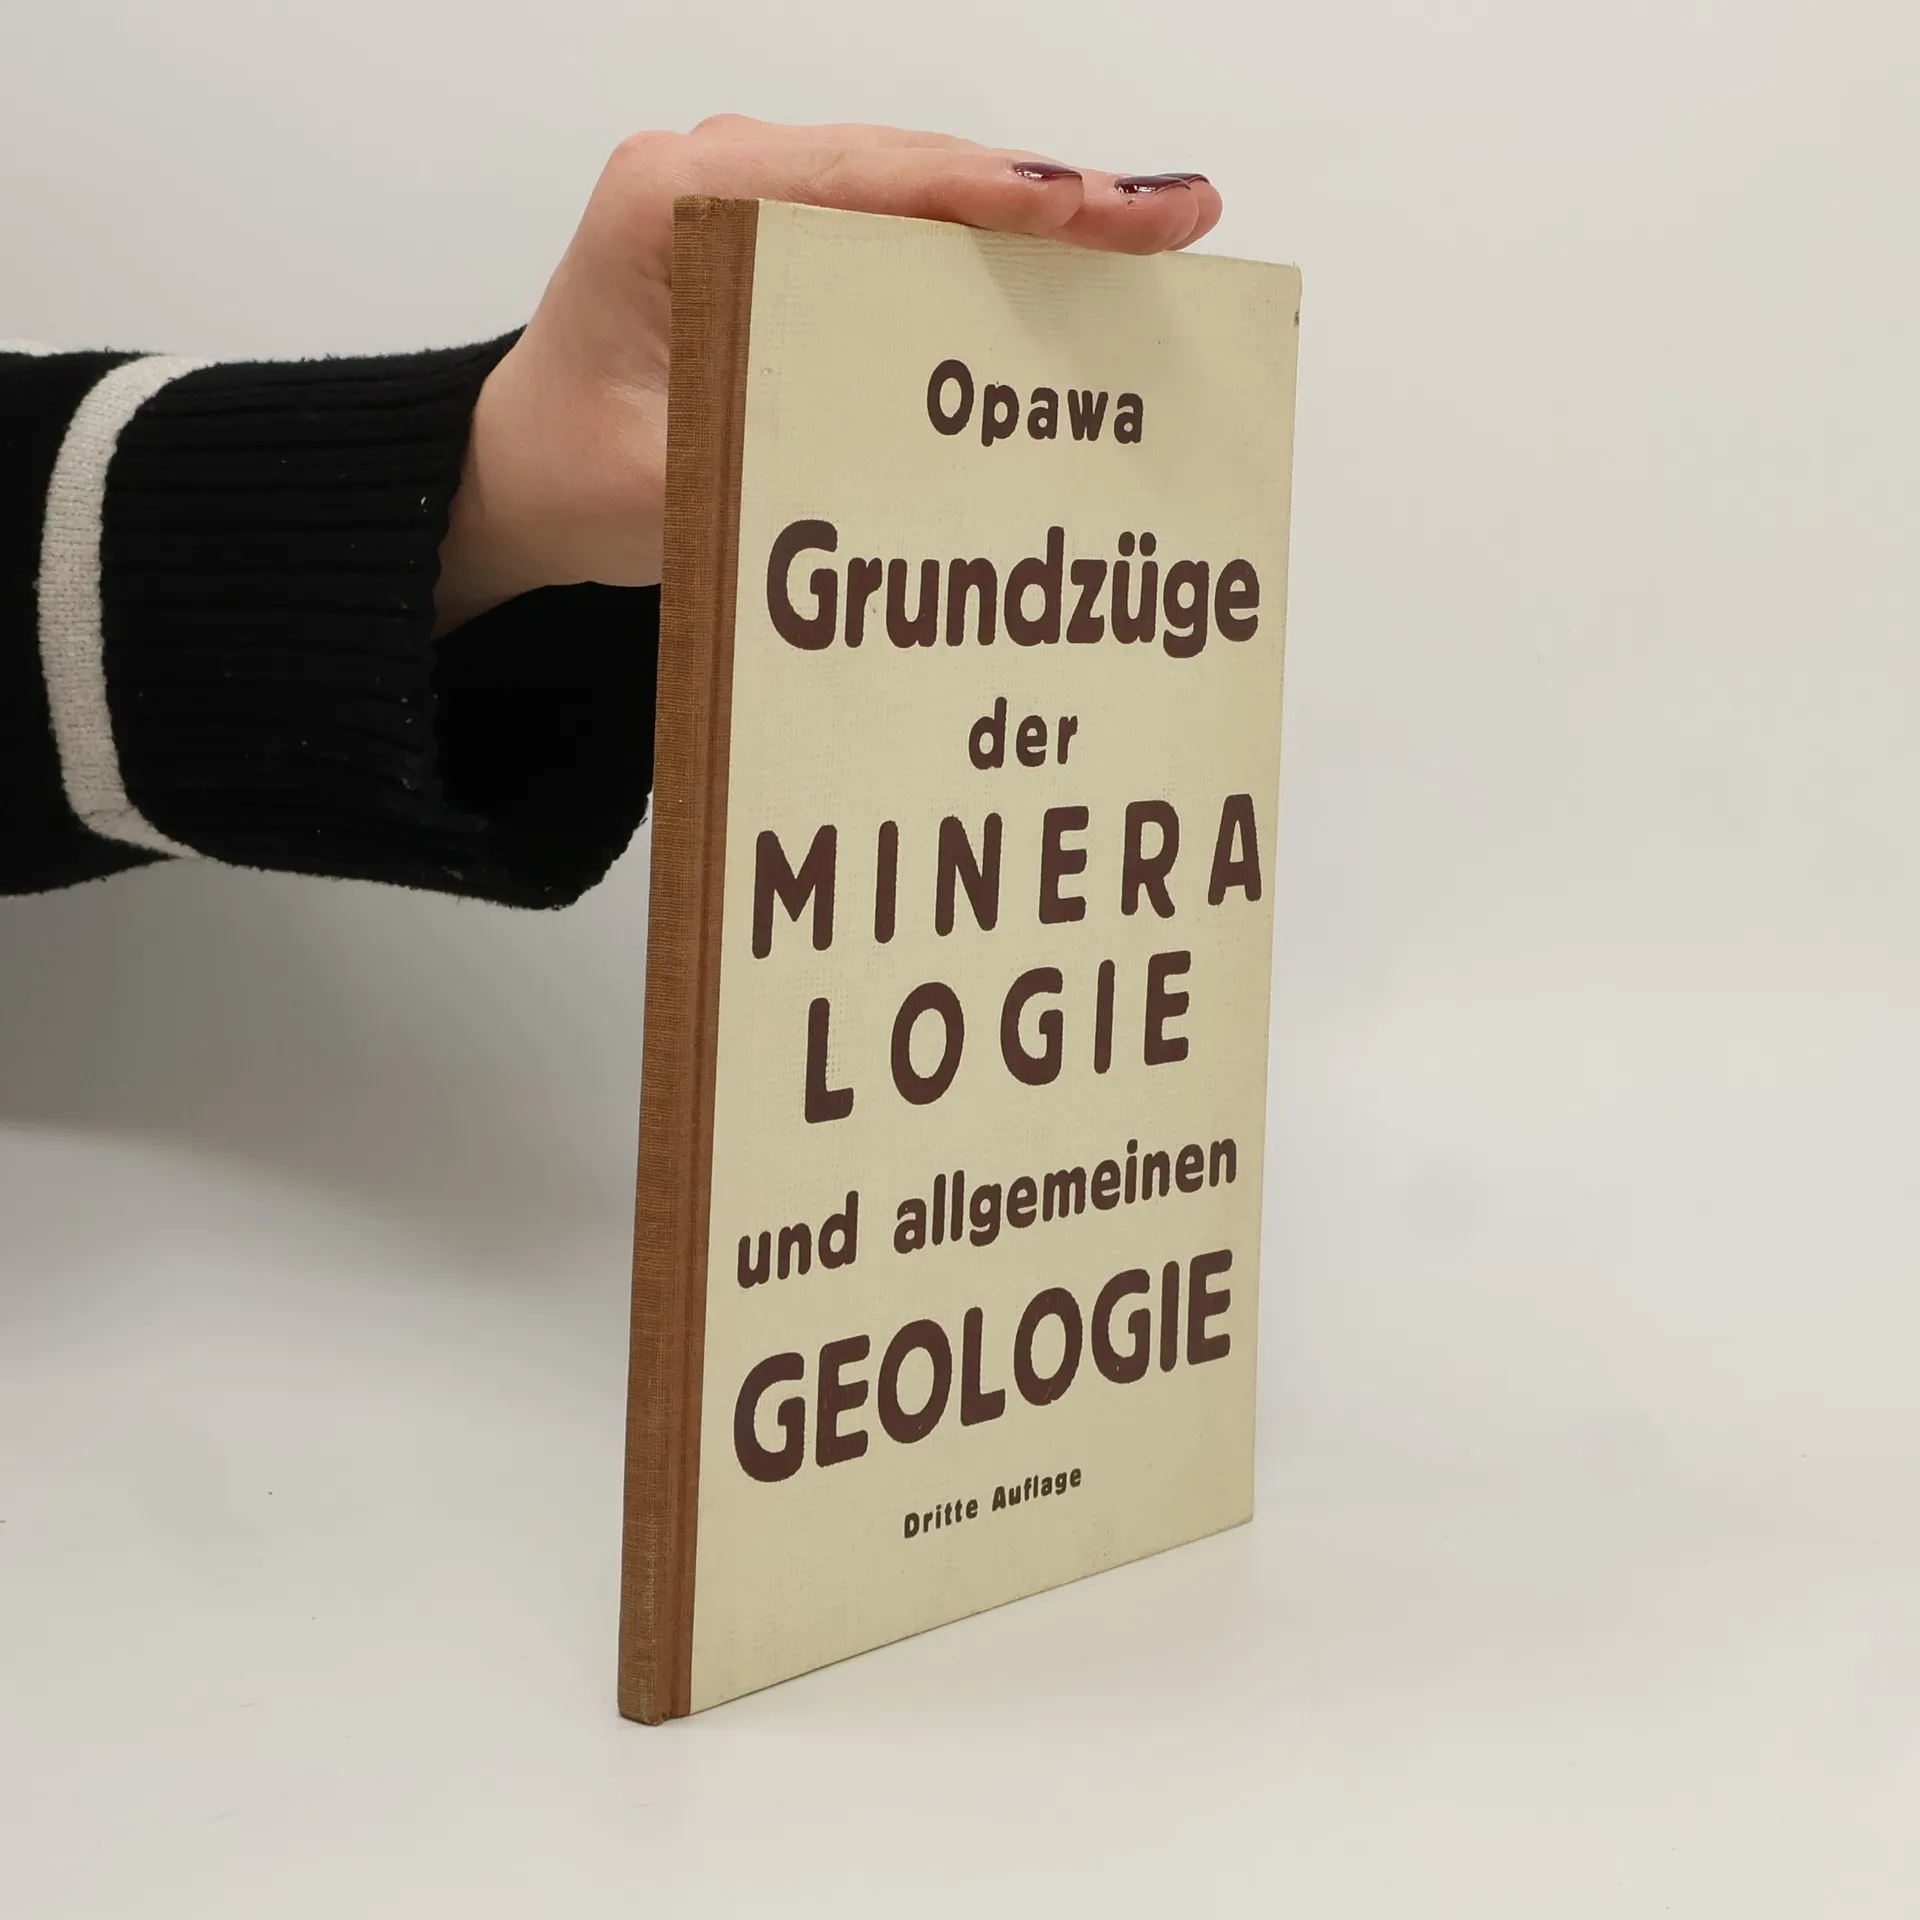 Opawa
Grundzüge
der
MINERA
LOGIE
und allgemeinen
GEOLOGIE
Dritte Auflage